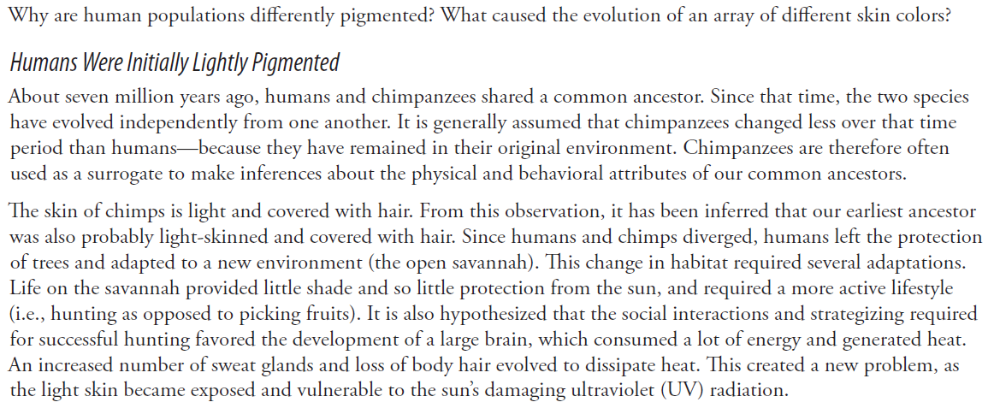 Why are human populations differently pigmented? What caused the evolution of an array of different skin colors?
Humans Were Initially Lightly Pigmented
About seven million years ago, humans and chimpanzees shared a common ancestor. Since that time, the two species
have evolved independently from one another. It is generally assumed that chimpanzees changed less over that time
period than humans—because they have remained in their original environment. Chimpanzees are therefore often
used as a surrogate to make inferences about the physical and behavioral attributes of our common ancestors.
The skin of chimps is light and covered with hair. From this observation, it has been inferred that our earliest ancestor
was also probably light-skinned and covered with hair. Since humans and chimps diverged, humans left the protection
of trees and adapted to a new environment (the open savannah). This change in habitat required several adaptations.
Life on the savannah provided little shade and so little protection from the sun, and required a more active lifestyle
(i.e., hunting as opposed to picking fruits). It is also hypothesized that the social interactions and strategizing required
for successful hunting favored the development of a large brain, which consumed a lot of energy and generated heat.
An increased number of sweat glands and loss of body hair evolved to dissipate heat. This created a new problem, as
the light skin became exposed and vulnerable to the sun’s damaging ultraviolet (UV) radiation.